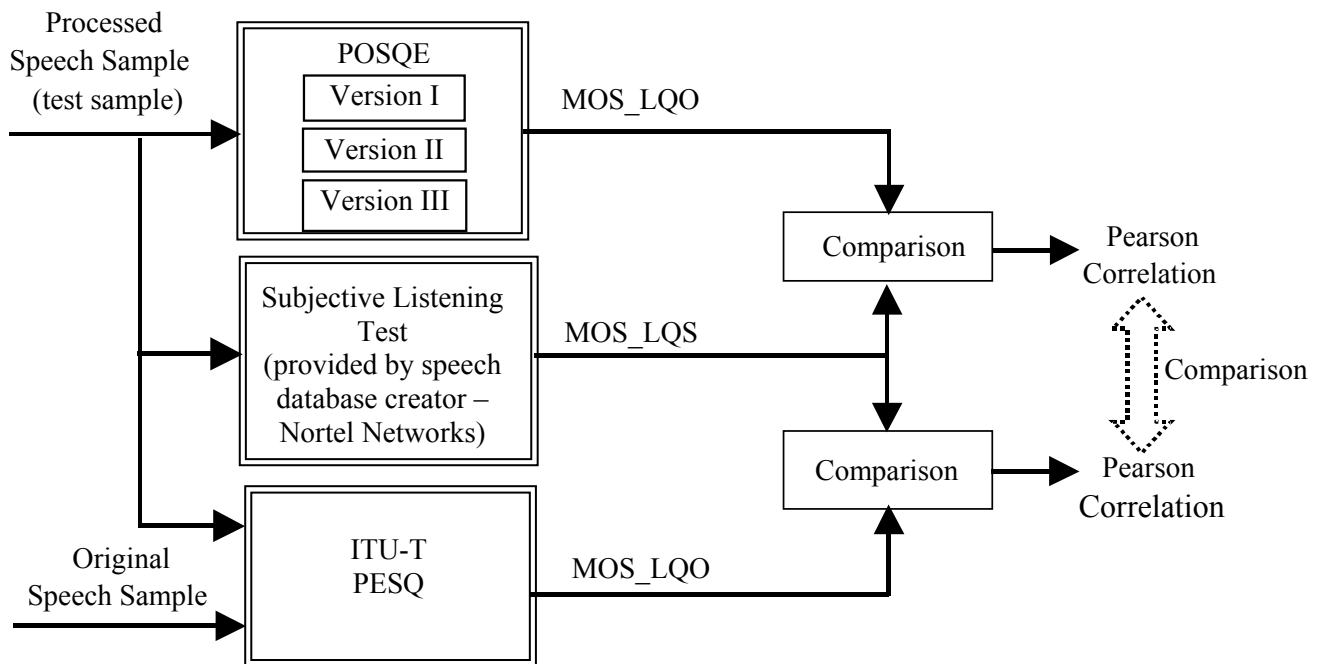 Processed
Speech Sample
(test sample)
POSQE
Version I
Version II
Version III
MOS_LQO
Comparison
Pearson
Correlation
Subjective Listening
Test
(provided by speech
database creator –
Nortel Networks)
MOS_LQS
Comparison
Comparison
Pearson
Correlation
Original
Speech Sample
ITU-T
PESQ
MOS_LQO